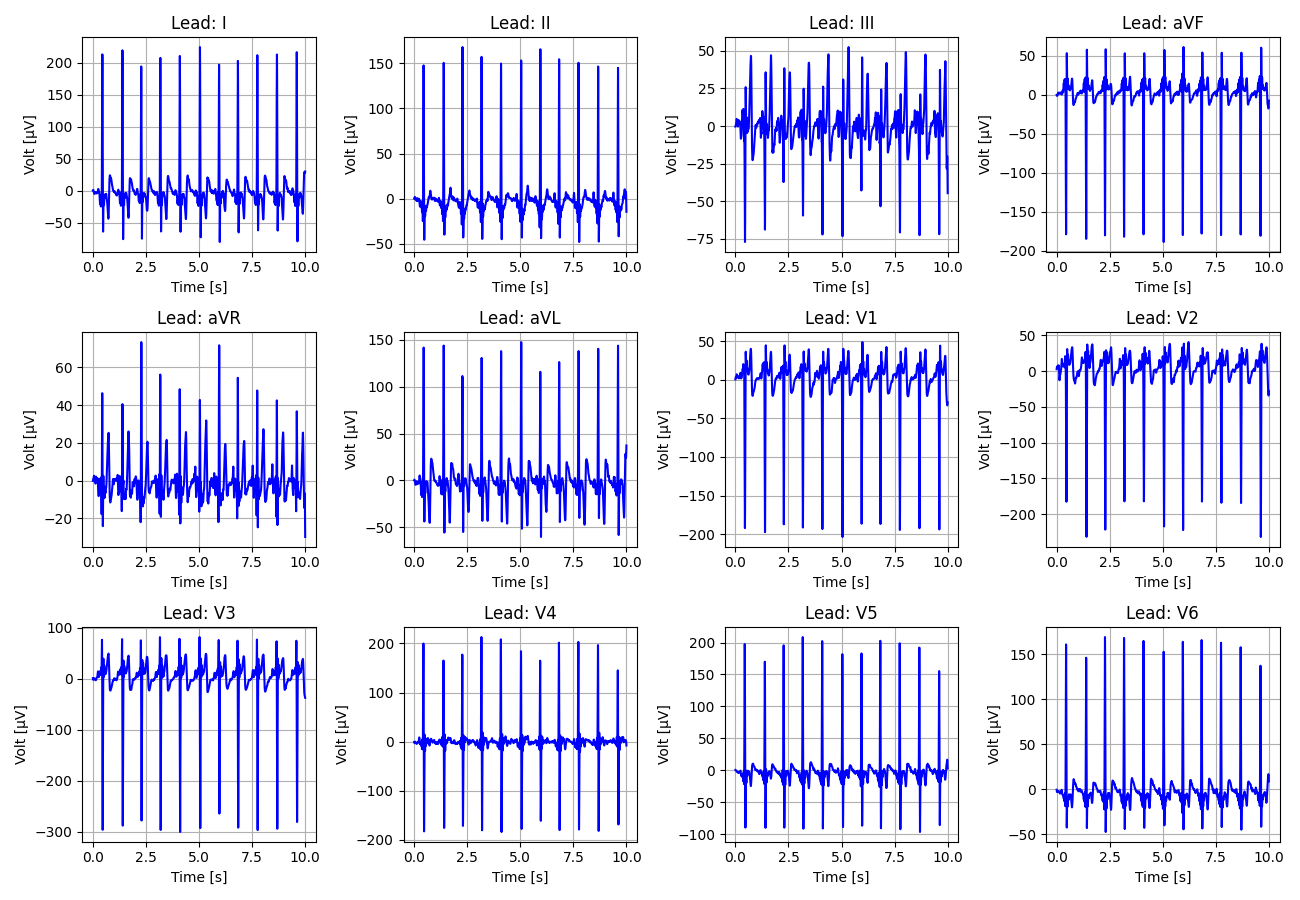 Lead: I Lead: II Lead: III Lead: aVF
Volt [µV] 200 150 100 50 0 −50
Volt [µV] 150 100 50 0 −50
Volt [µV] 50 25 0 −25 −50 −75
Volt [µV] 50 0 −50 −100 −150 −200
0.0 2.5 5.0 7.5 10.0 0.0 2.5 5.0 7.5 10.0 0.0 2.5 5.0 7.5 10.0 0.0 2.5 5.0 7.5 10.0
Time [s] Time [s] Time [s] Time [s]
Lead: aVR Lead: aVL Lead: V1 Lead: V2
Volt [µV] 60 40 20 0 −20
Volt [µV] 150 100 50 0 −50
Volt [µV] 50 0 −50 −100 −150 −200
Volt [µV] 50 0 −50 −100 −150 −200
0.0 2.5 5.0 7.5 10.0 0.0 2.5 5.0 7.5 10.0 0.0 2.5 5.0 7.5 10.0 0.0 2.5 5.0 7.5 10.0
Time [s] Time [s] Time [s] Time [s]
Lead: V3 Lead: V4 Lead: V5 Lead: V6
Volt [µV] 100 0 −100 −200 −300
Volt [µV] 200 100 0 −100 −200
Volt [µV] 200 150 100 50 0 −50 −100
Volt [µV] 150 100 50 0 −50
0.0 2.5 5.0 7.5 10.0 0.0 2.5 5.0 7.5 10.0 0.0 2.5 5.0 7.5 10.0 0.0 2.5 5.0 7.5 10.0
Time [s] Time [s] Time [s] Time [s]